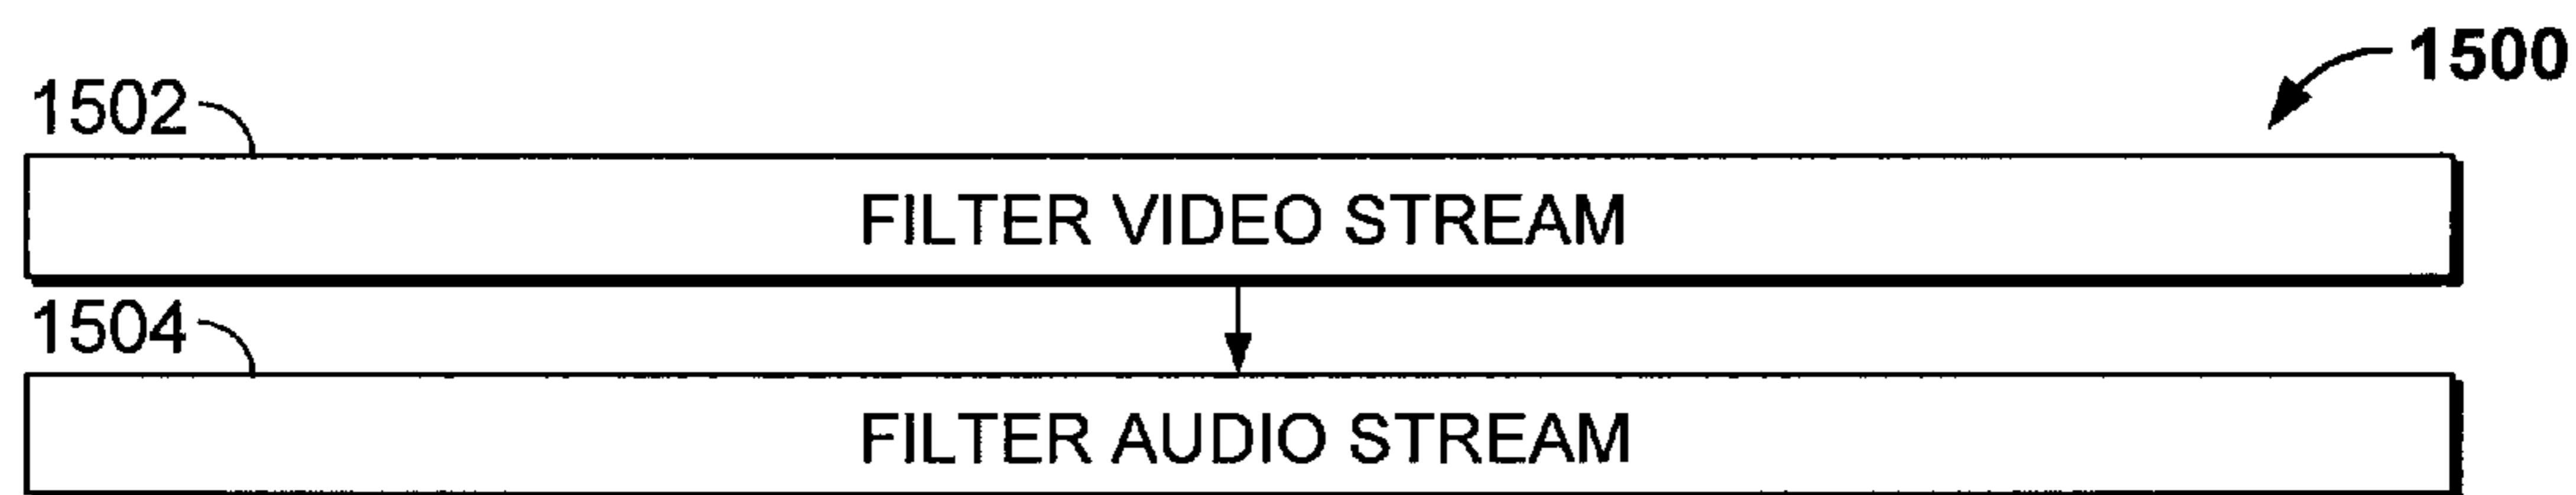 1500
1502
FILTER VIDEO STREAM
1504
FILTER AUDIO STREAM